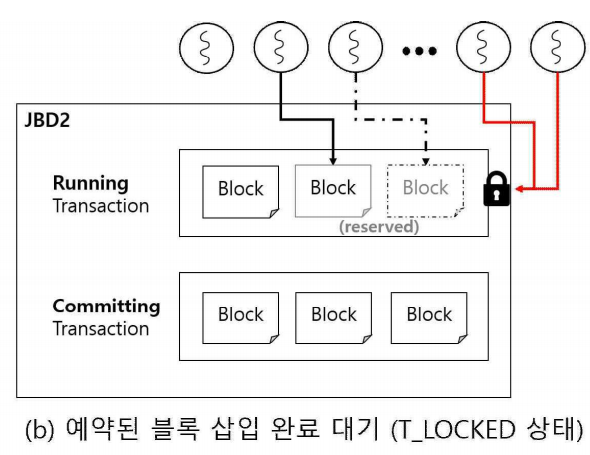 JBD2
Running
Transaction
Block
Block
Block
(reserved)
Committing
Transaction
Block
Block
Block
(b) 예약된 블록 삽입 완료 대기 (T_LOCKED 상태)